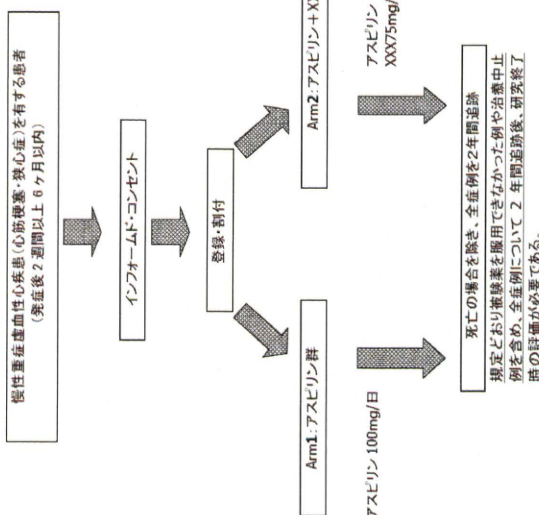 慢性重症虚血性心疾患(心筋梗塞・狭心症)を有する患者
(発症後2週間以上6ヶ月以内)
インフォームド・コンセント
登録・割付
Arm1:アスピリン群
Arm2:アスピリン+XX
アスピリン 100mg/日
アスピリン
XXX75mg/
死亡の場合を除き、全症例を2年間追跡
規定どおり被験薬を服用できなかった例や治療中止
例を含め、全症例について 2 年間追跡後、研究終了
時の評価が必要である。